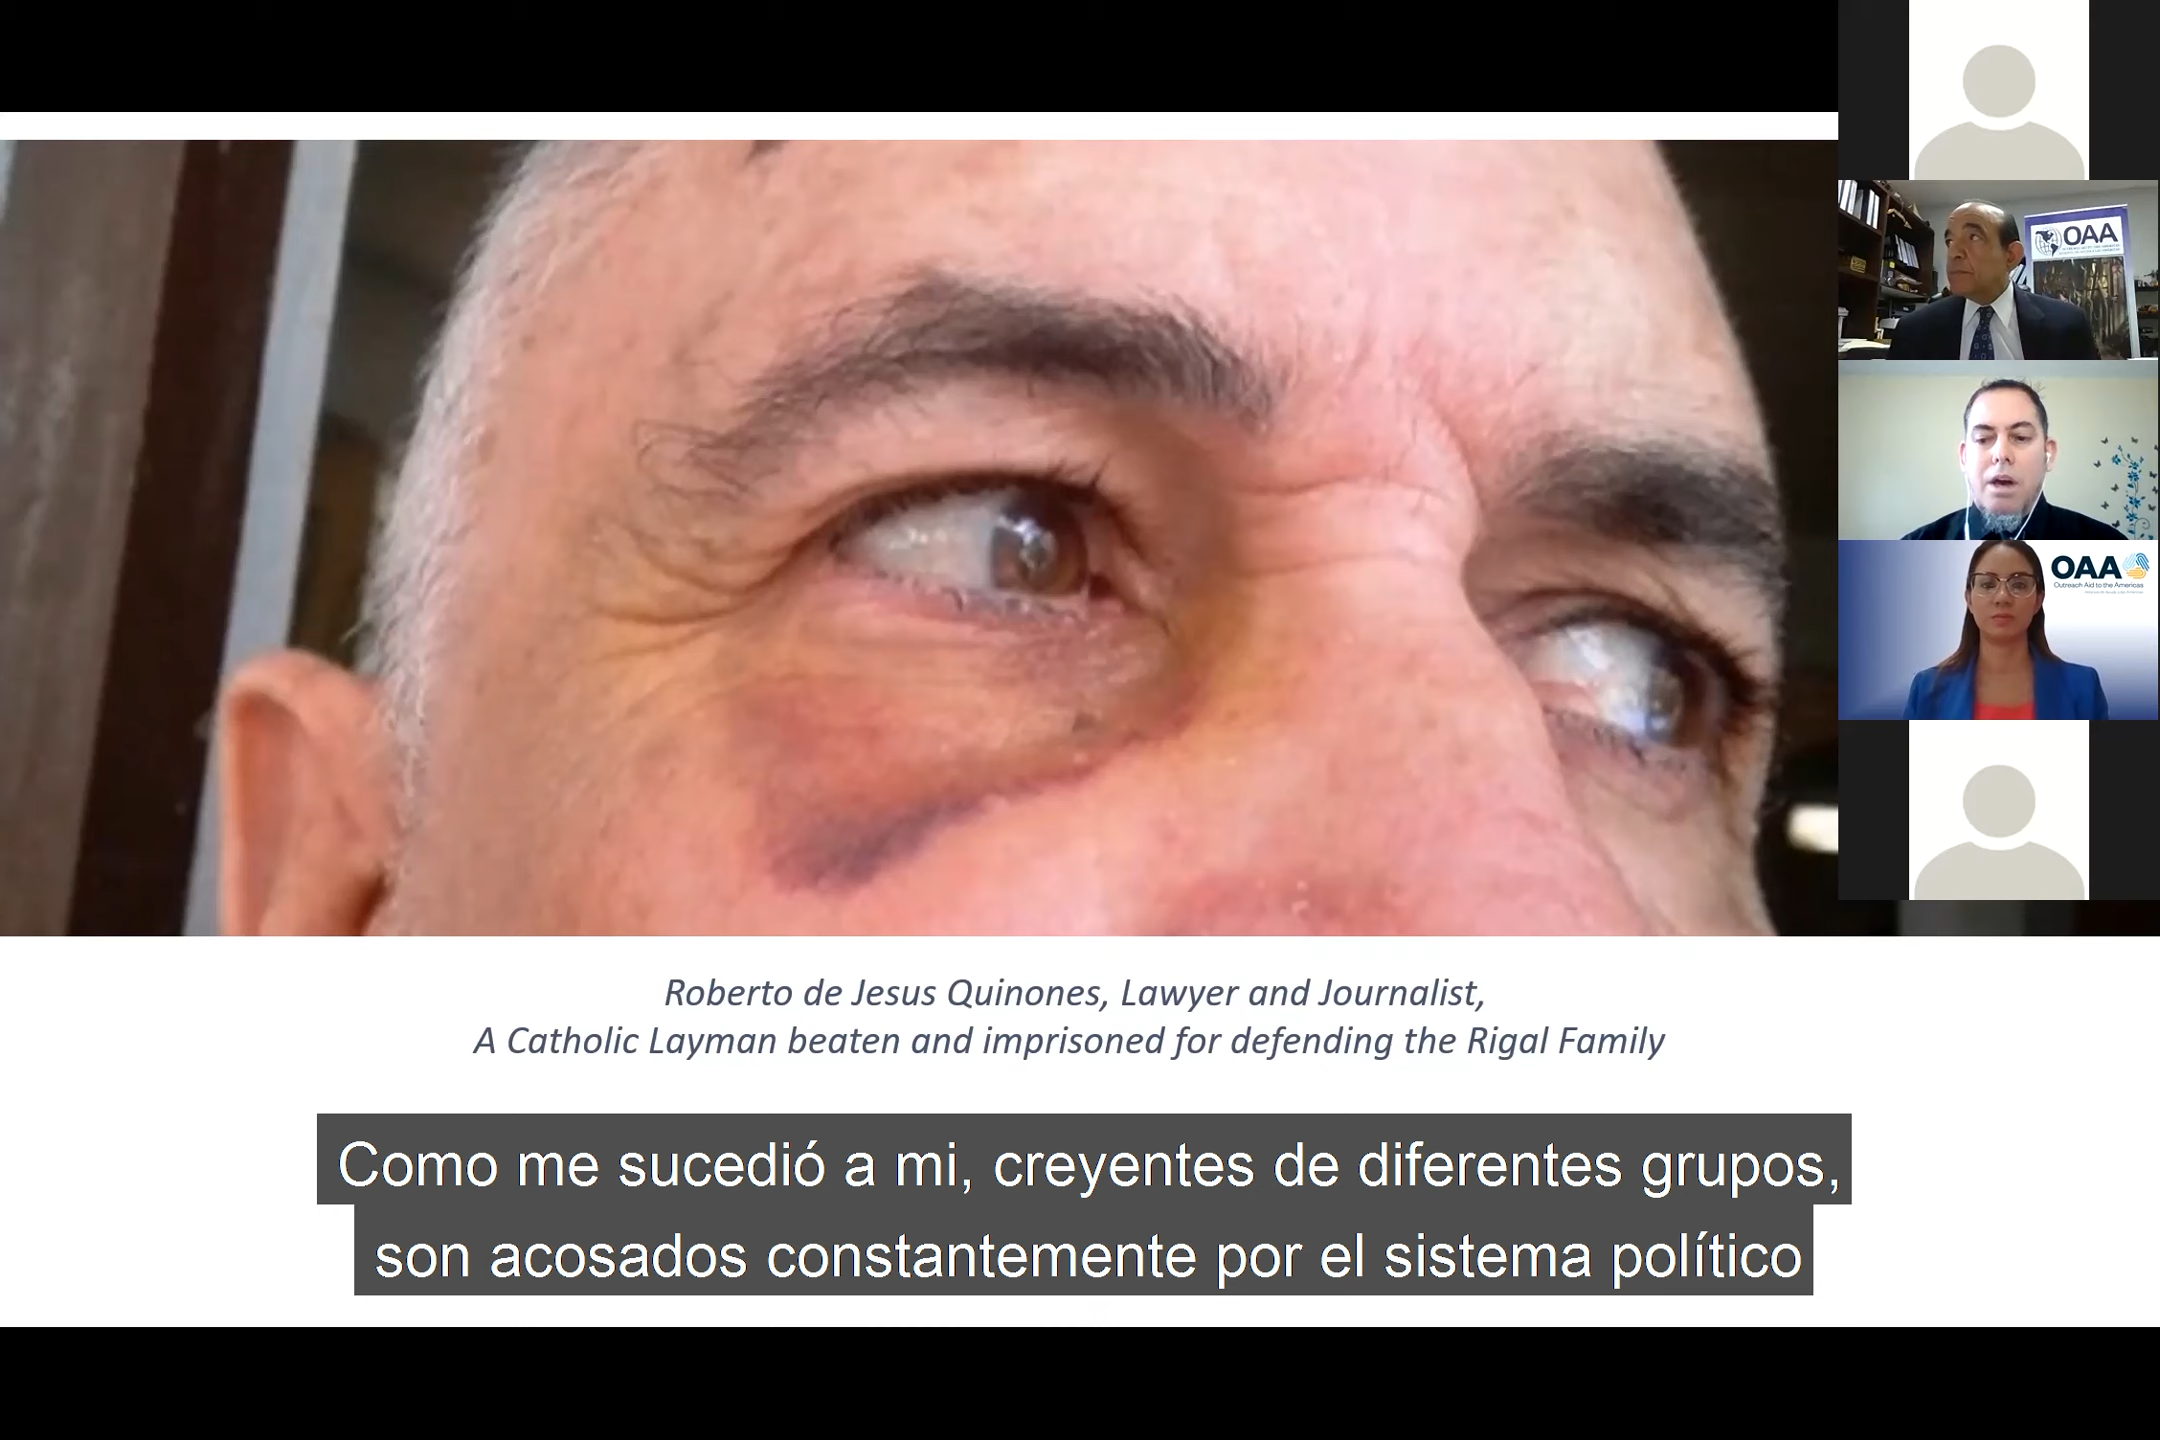 OAA
OAA
Outreach Aid to the Americas
Roberto de Jesus Quinones, Lawyer and Journalist,
A Catholic Layman beaten and imprisoned for defending the Rigal Family
Como me sucedió a mi, creyentes de diferentes grupos,
son acosados constantemente por el sistema político